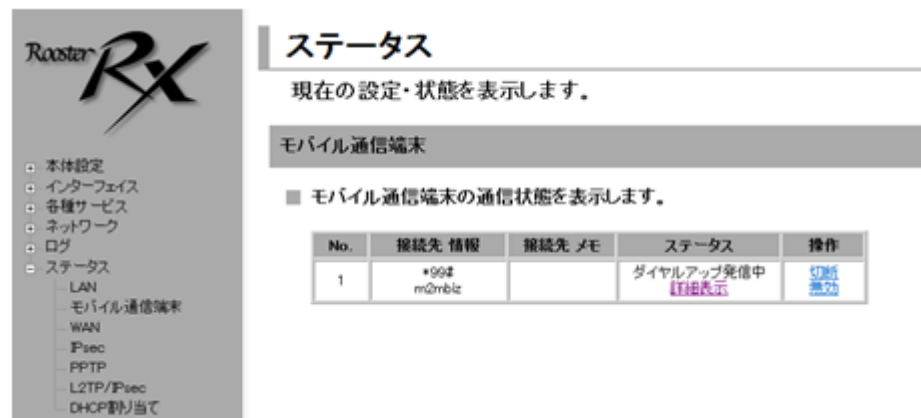 Rooster RX
本体設定
インターフェイス
各種サービス
ネットワーク
ログ
ステータス
LAN
モバイル通信端末
WAN
IPsec
PPTP
L2TP/IPsec
DHCP割り当て
ステータス
現在の設定・状態を表示します。
モバイル通信端末
モバイル通信端末の通信状態を表示します。
No. 接続先 情報 接続先 メモ ステータス 操作
1 *99# ダイヤルアップ発信中 切断
m2mbiz 詳細表示 無効